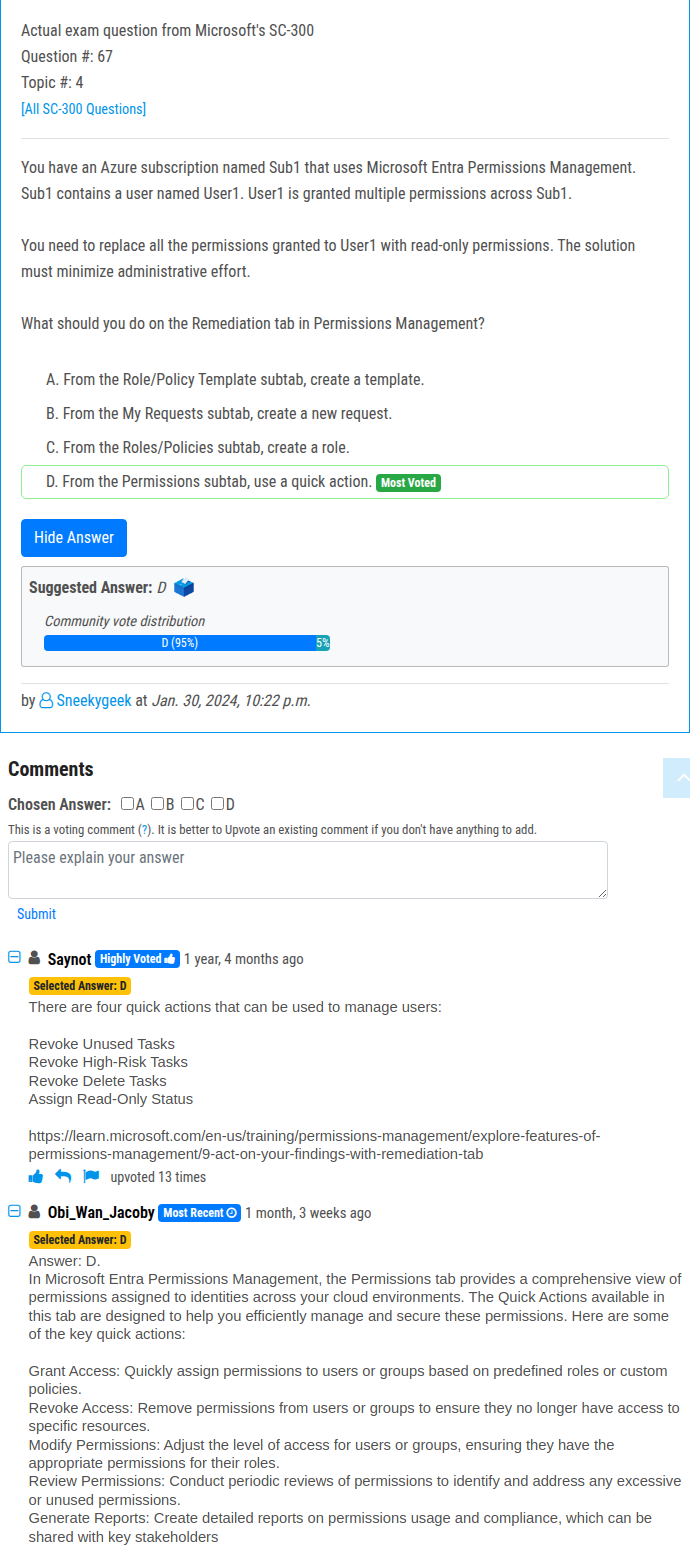 Actual exam question from Microsoft's SC-300
Question #: 67
Topic #: 4
[All SC-300 Questions]
You have an Azure subscription named Sub1 that uses Microsoft Entra Permissions Management.
Sub1 contains a user named User1. User1 is granted multiple permissions across Sub1.
You need to replace all the permissions granted to User1 with read-only permissions. The solution
must minimize administrative effort.
What should you do on the Remediation tab in Permissions Management?
A. From the Role/Policy Template subtab, create a template.
B. From the My Requests subtab, create a new request.
C. From the Roles/Policies subtab, create a role.
D. From the Permissions subtab, use a quick action. Most Voted
Hide Answer
Suggested Answer: D
Community vote distribution
D (95%) 5%
by Sneekygeek at Jan. 30, 2024, 10:22 p.m.
Comments
Chosen Answer: A B C D
This is a voting comment (?). It is better to Upvote an existing comment if you don't have anything to add.
Please explain your answer
Submit
Saynot Highly Voted 1 year, 4 months ago
Selected Answer: D
There are four quick actions that can be used to manage users:
Revoke Unused Tasks
Revoke High-Risk Tasks
Revoke Delete Tasks
Assign Read-Only Status
https://learn.microsoft.com/en-us/training/permissions-management/explore-features-of-
permissions-management/9-act-on-your-findings-with-remediation-tab
upvoted 13 times
Obi_Wan_Jacoby Most Recent 1 month, 3 weeks ago
Selected Answer: D
Answer: D.
In Microsoft Entra Permissions Management, the Permissions tab provides a comprehensive view of
permissions assigned to identities across your cloud environments. The Quick Actions available in
this tab are designed to help you efficiently manage and secure these permissions. Here are some
of the key quick actions:
Grant Access: Quickly assign permissions to users or groups based on predefined roles or custom
policies.
Revoke Access: Remove permissions from users or groups to ensure they no longer have access to
specific resources.
Modify Permissions: Adjust the level of access for users or groups, ensuring they have the
appropriate permissions for their roles.
Review Permissions: Conduct periodic reviews of permissions to identify and address any excessive
or unused permissions.
Generate Reports: Create detailed reports on permissions usage and compliance, which can be
shared with key stakeholders